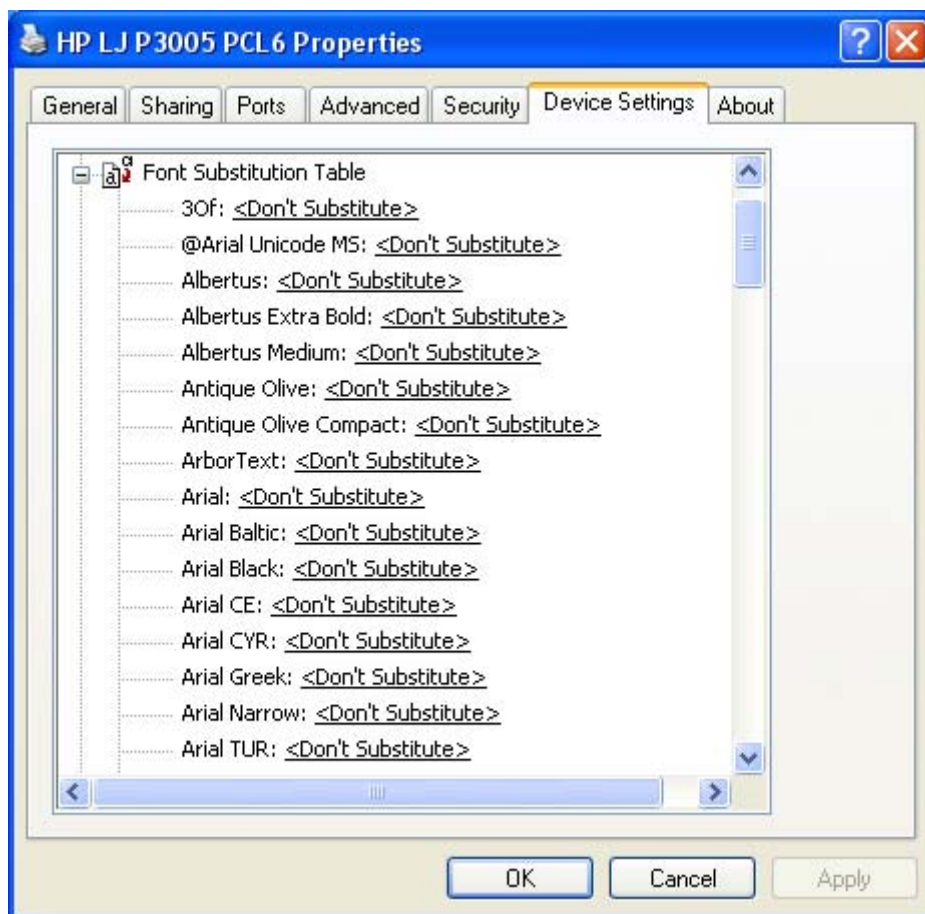 HP LJ P3005 PCL6 Properties
General Sharing Ports Advanced Security Device Settings About
Font Substitution Table
3Of: <Don't Substitute>
@Arial Unicode MS: <Don't Substitute>
Albertus: <Don't Substitute>
Albertus Extra Bold: <Don't Substitute>
Albertus Medium: <Don't Substitute>
Antique Olive: <Don't Substitute>
Antique Olive Compact: <Don't Substitute>
ArborText: <Don't Substitute>
Arial: <Don't Substitute>
Arial Baltic: <Don't Substitute>
Arial Black: <Don't Substitute>
Arial CE: <Don't Substitute>
Arial CYR: <Don't Substitute>
Arial Greek: <Don't Substitute>
Arial Narrow: <Don't Substitute>
Arial TUR: <Don't Substitute>
OK Cancel Apply